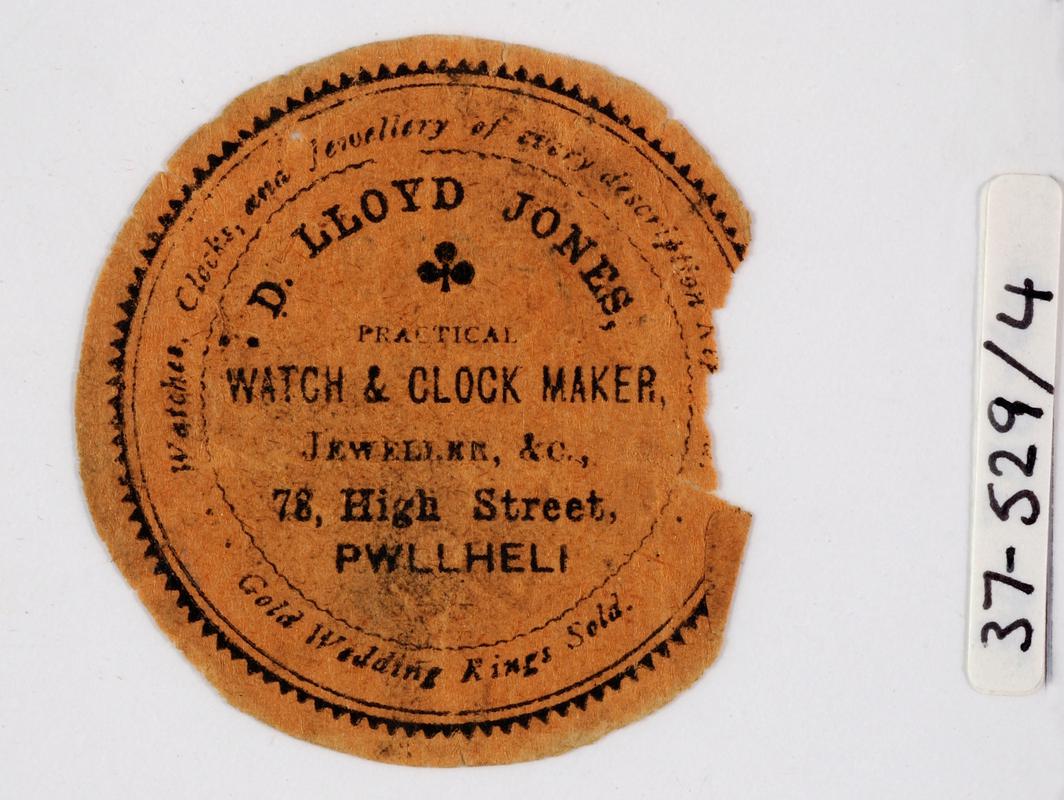 Watches, Clocks, and Jewellery of every description
D. LLOYD JONES,
PRACTICAL
WATCH & CLOCK MAKER,
JEWELLER, &C.,
78, High Street,
PWLLHELI
Gold Wedding Rings Sold.
37-529/4